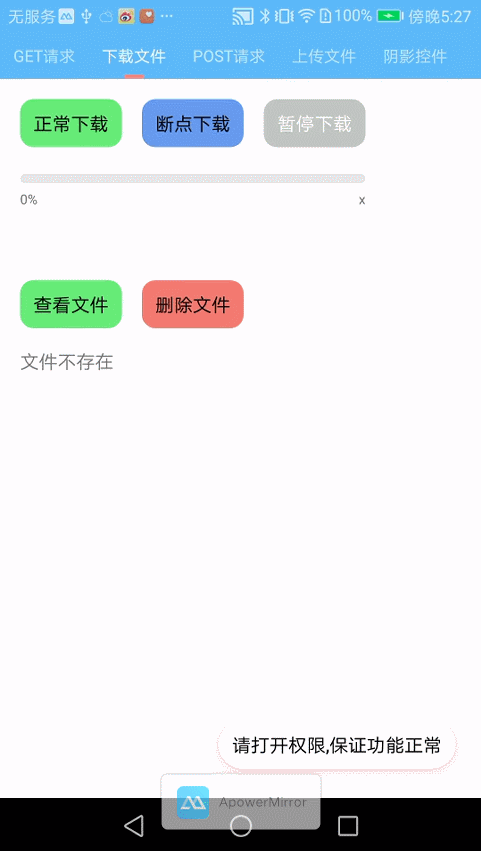 无服务 ··· 100% 傍晚5:27
GET请求 下载文件 POST请求 上传文件 阴影控件
正常下载 断点下载 暂停下载
0% x
查看文件 删除文件
文件不存在
请打开权限,保证功能正常
ApowerMirror